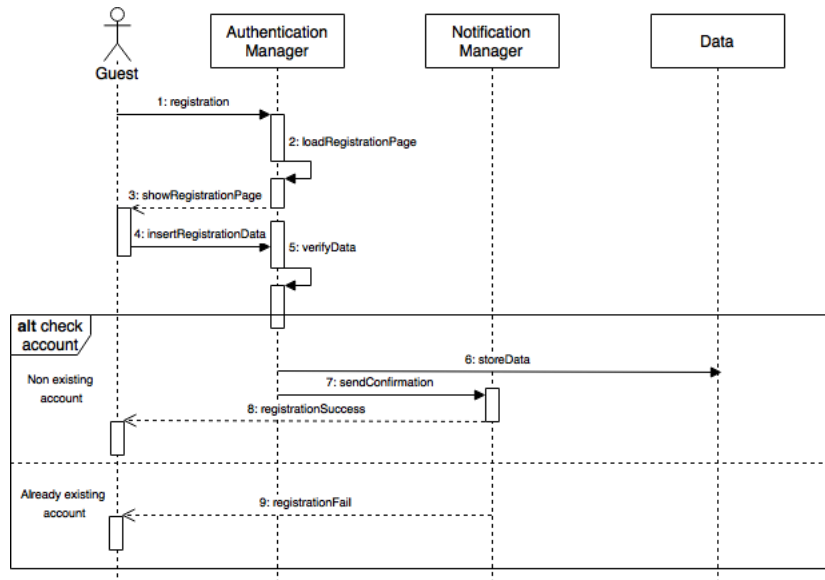 Guest
Authentication
Manager
Notification
Manager
Data
1: registration
2: loadRegistrationPage
3: showRegistrationPage
4: insertRegistrationData
5: verifyData
alt check
account
6: storeData
Non existing
account
7: sendConfirmation
8: registrationSuccess
Already existing
account
9: registrationFail